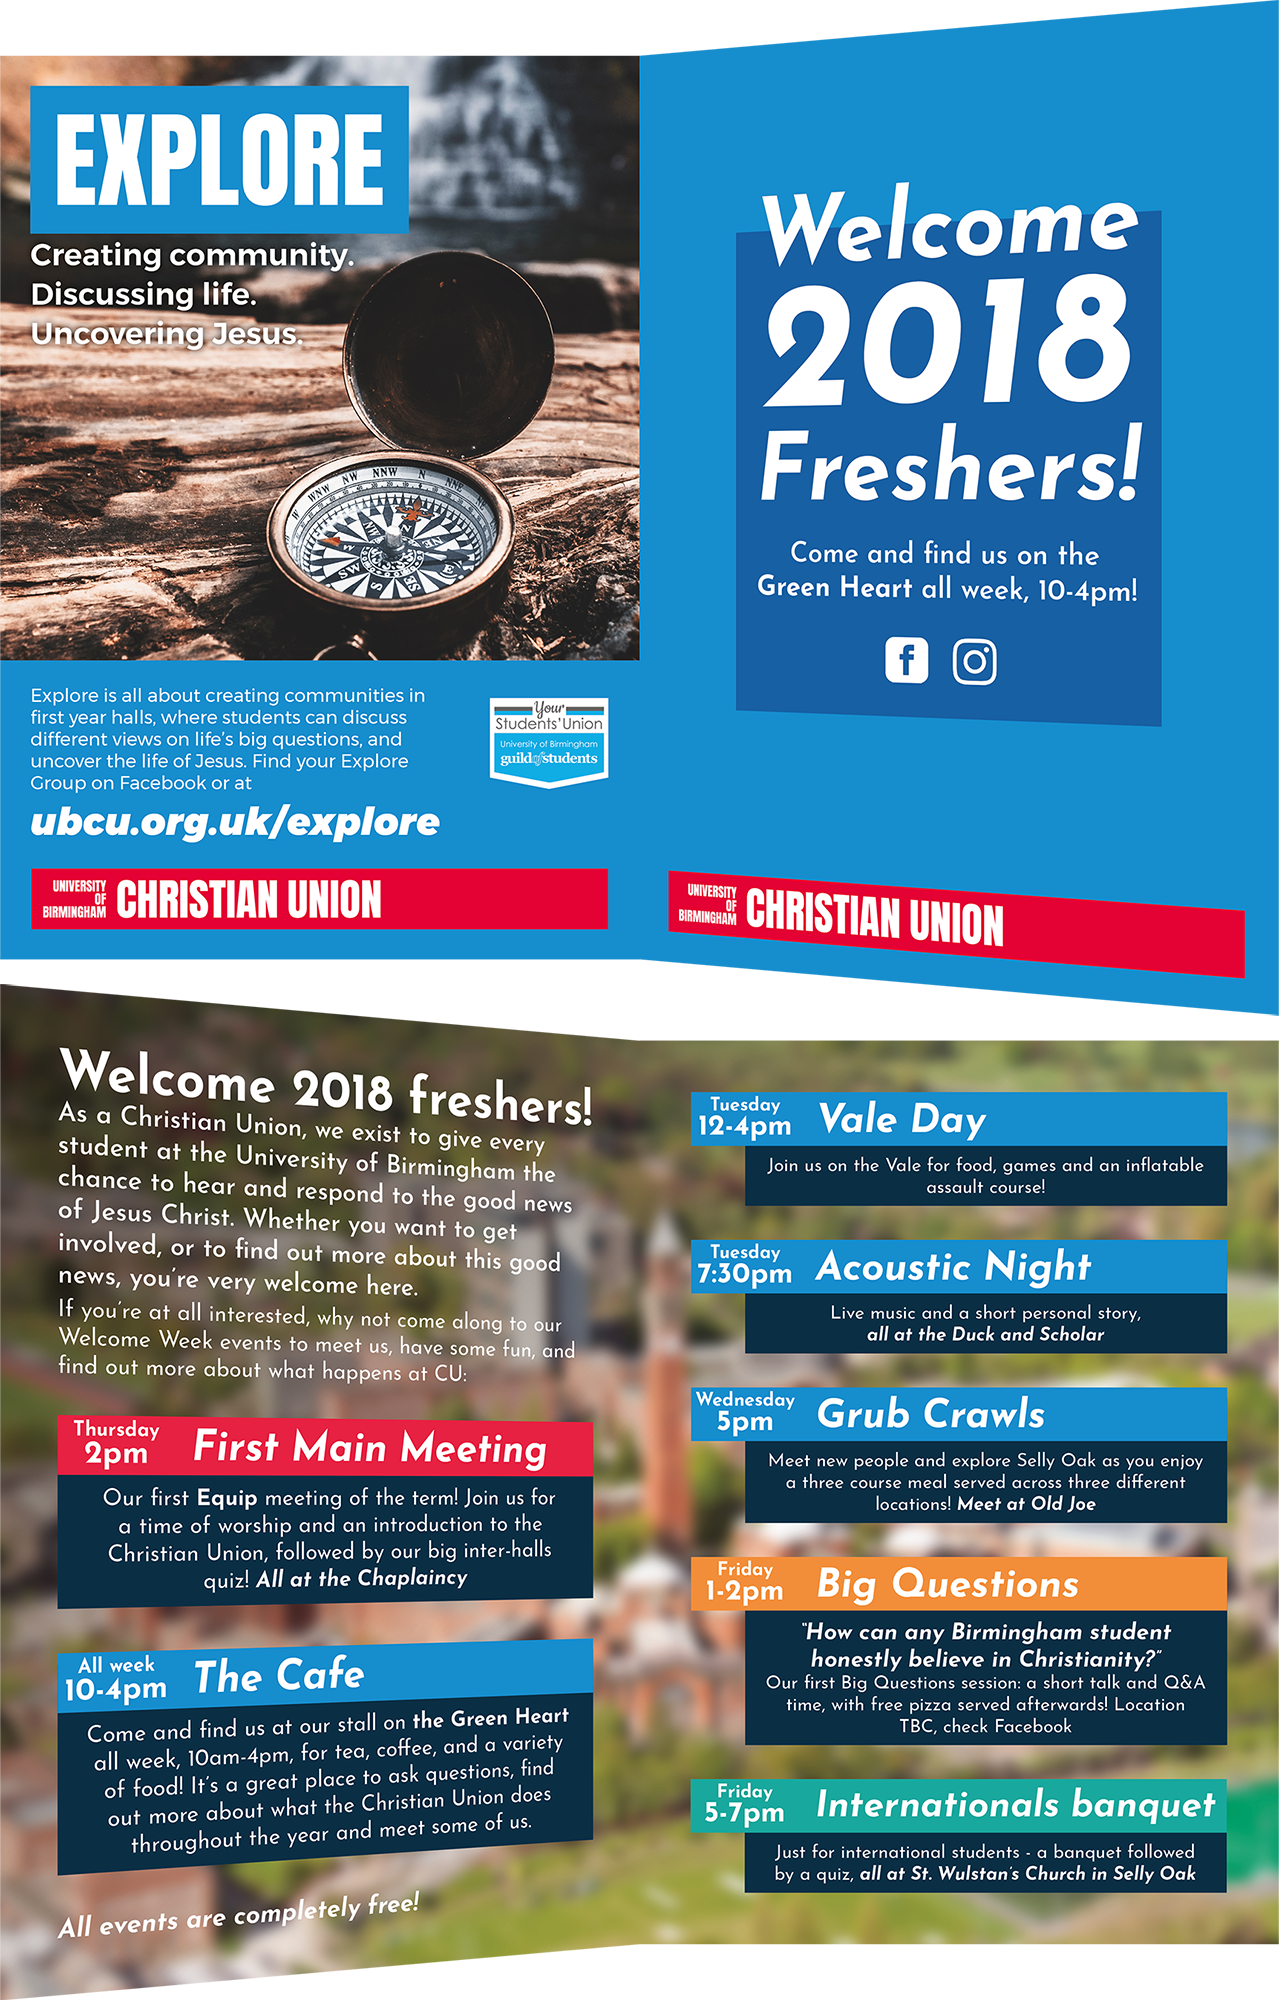 EXPLORE
Creating community.
Discussing life.
Uncovering Jesus.
W WNW NW NNW N NNE
N NE E SE SSE S SW W
Explore is all about creating communities in
first year halls, where students can discuss
different views on life's big questions, and
uncover the life of Jesus. Find your Explore
Group on Facebook or at
ubcu.org.uk/explore
Your
Students' Union
University of Birmingham
guild of students
UNIVERSITY
OF
BIRMINGHAM
CHRISTIAN UNION
Welcome
2018
Freshers!
Come and find us on the
Green Heart all week, 10-4pm!
UNIVERSITY
OF
BIRMINGHAM
CHRISTIAN UNION
Welcome 2018 freshers!
As a Christian Union, we exist to give every
student at the University of Birmingham the
chance to hear and respond to the good news
of Jesus Christ. Whether you want to get
involved, or to find out more about this good
news, you're very welcome here.
If you're at all interested, why not come along to our
Welcome Week events to meet us, have some fun, and
find out more about what happens at CU:
Thursday
2pm
First Main Meeting
Our first Equip meeting of the term! Join us for
a time of worship and an introduction to the
Christian Union, followed by our big inter-halls
quiz! All at the Chaplaincy
All week
10-4pm
The Cafe
Come and find us at our stall on the Green Heart
all week, 10am-4pm, for tea, coffee, and a variety
of food! It's a great place to ask questions, find
out more about what the Christian Union does
throughout the year and meet some of us.
All events are completely free!
Tuesday
12-4pm
Vale Day
Join us on the Vale for food, games and an inflatable
assault course!
Tuesday
7:30pm
Acoustic Night
Live music and a short personal story,
all at the Duck and Scholar
Wednesday
5pm
Grub Crawls
Meet new people and explore Selly Oak as you enjoy
a three course meal served across three different
locations! Meet at Old Joe
Friday
1-2pm
Big Questions
"How can any Birmingham student
honestly believe in Christianity?"
Our first Big Questions session: a short talk and Q&A
time, with free pizza served afterwards! Location
TBC, check Facebook
Friday
5-7pm
Internationals banquet
Just for international students - a banquet followed
by a quiz, all at St. Wulstan's Church in Selly Oak